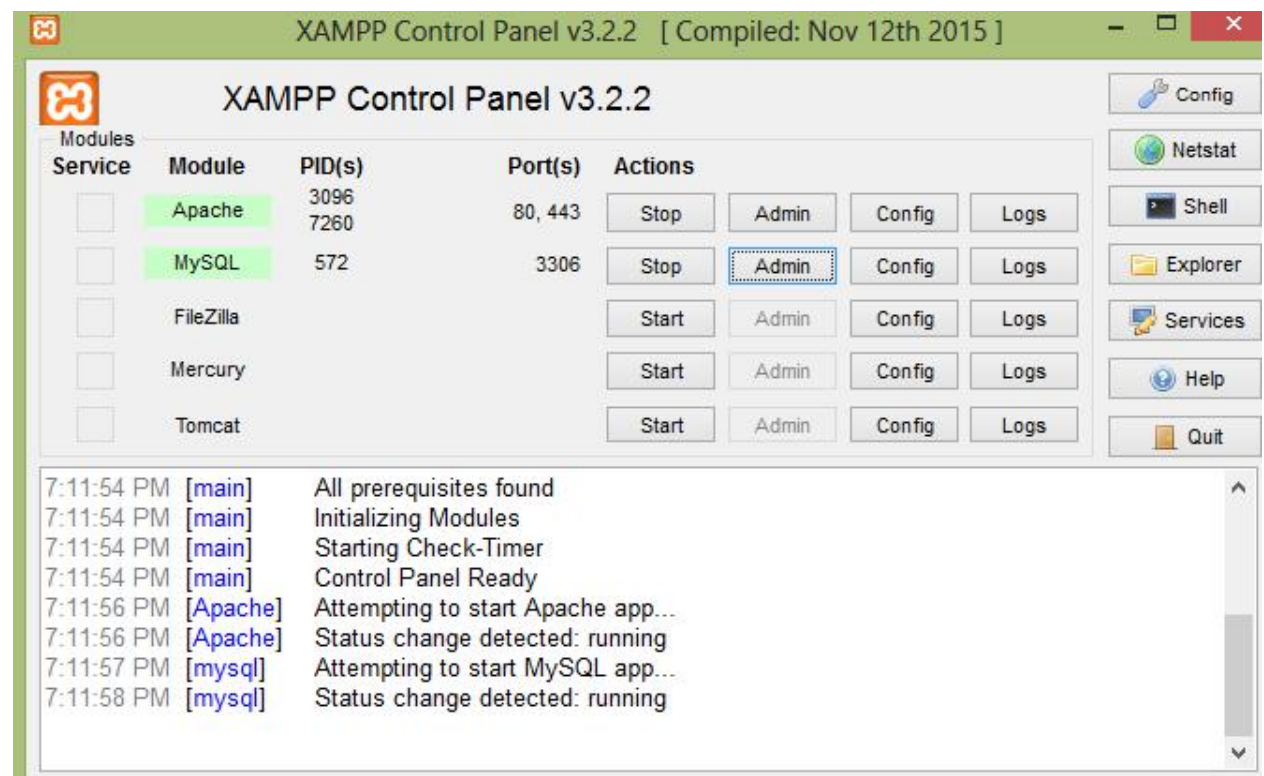 XAMPP Control Panel v3.2.2 [ Compiled: Nov 12th 2015 ]
XAMPP Control Panel v3.2.2
Config
Modules
Netstat
Service Module PID(s) Port(s) Actions
Apache 3096 7260 80, 443 Stop Admin Config Logs
Shell
MySQL 572 3306 Stop Admin Config Logs
Explorer
FileZilla Start Admin Config Logs
Services
Mercury Start Admin Config Logs
Help
Tomcat Start Admin Config Logs
Quit
7:11:54 PM [main] All prerequisites found
7:11:54 PM [main] Initializing Modules
7:11:54 PM [main] Starting Check-Timer
7:11:54 PM [main] Control Panel Ready
7:11:56 PM [Apache] Attempting to start Apache app...
7:11:56 PM [Apache] Status change detected: running
7:11:57 PM [mysql] Attempting to start MySQL app...
7:11:58 PM [mysql] Status change detected: running